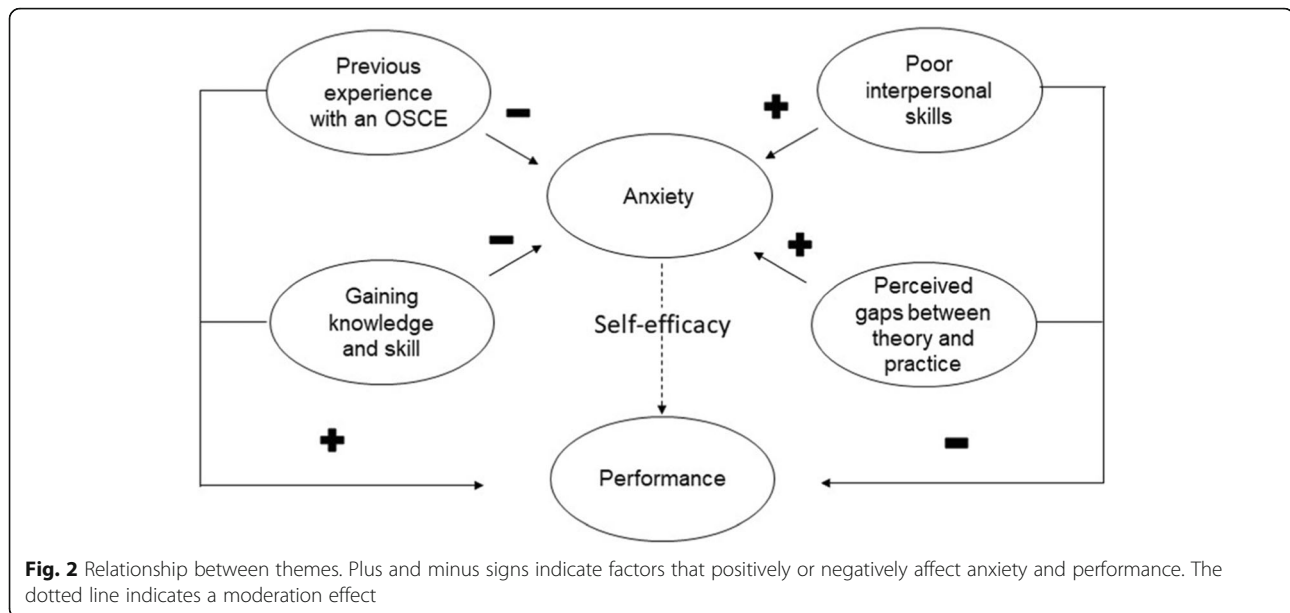 Previous
experience
with an OSCE
−
Poor
interpersonal
skills
+
Anxiety
Gaining
knowledge
and skill
−
Perceived
gaps between
theory and
practice
+
Self-efficacy
+
−
Performance
Fig. 2 Relationship between themes. Plus and minus signs indicate factors that positively or negatively affect anxiety and performance. The
dotted line indicates a moderation effect